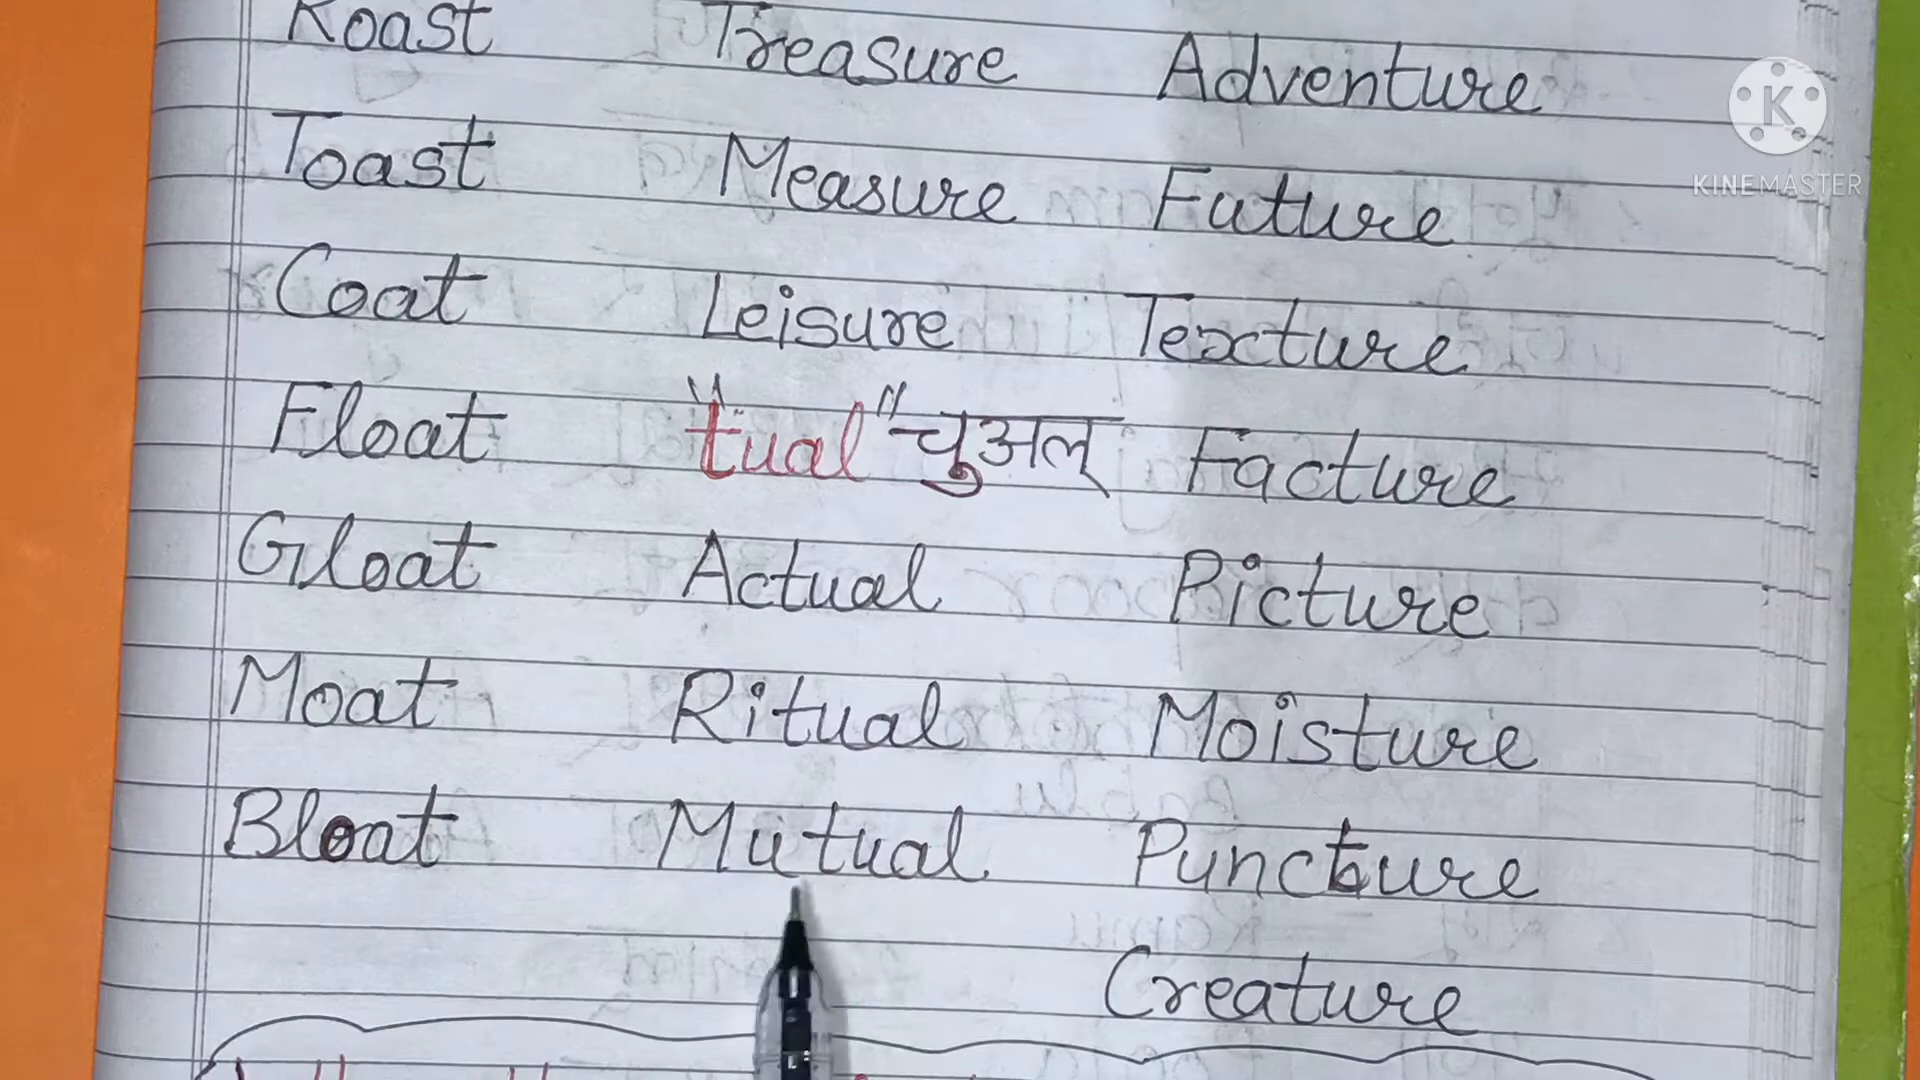 Roast Treasure Adventure
Toast Measure Future
Coat Leisure Texture
Float "tual" चुअल् Facture
Gloat Actual Picture
Moat Ritual Moisture
Bloat Mutual Puncture
Creature
KINEMASTER